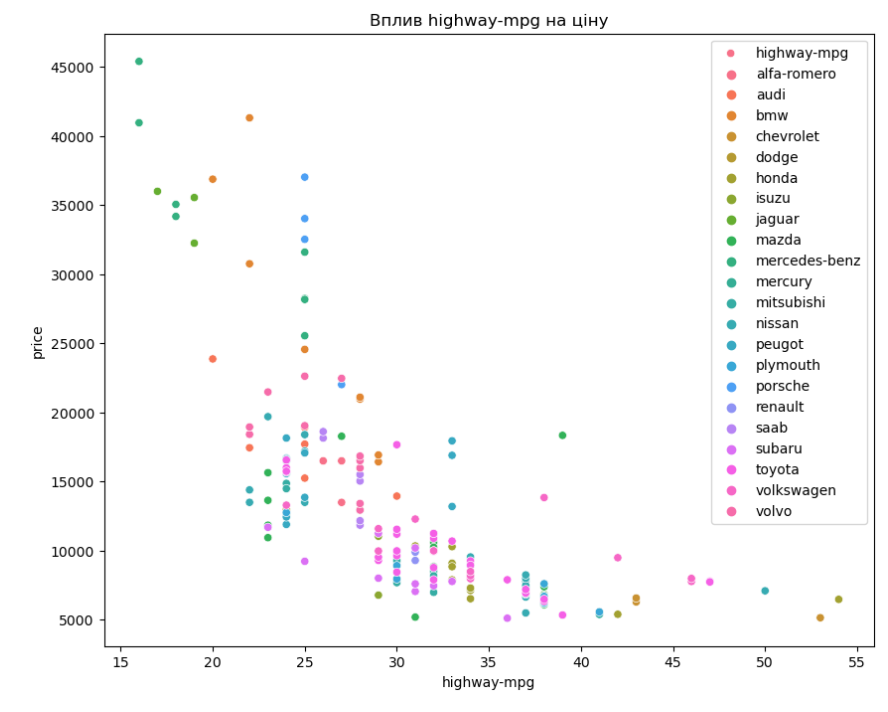 Вплив highway-mpg на ціну
45000
40000
35000
30000
25000
20000
15000
10000
5000
price
highway-mpg
alfa-romero
audi
bmw
chevrolet
dodge
honda
isuzu
jaguar
mazda
mercedes-benz
mercury
mitsubishi
nissan
peugot
plymouth
porsche
renault
saab
subaru
toyota
volkswagen
volvo
15 20 25 30 35 40 45 50 55
highway-mpg